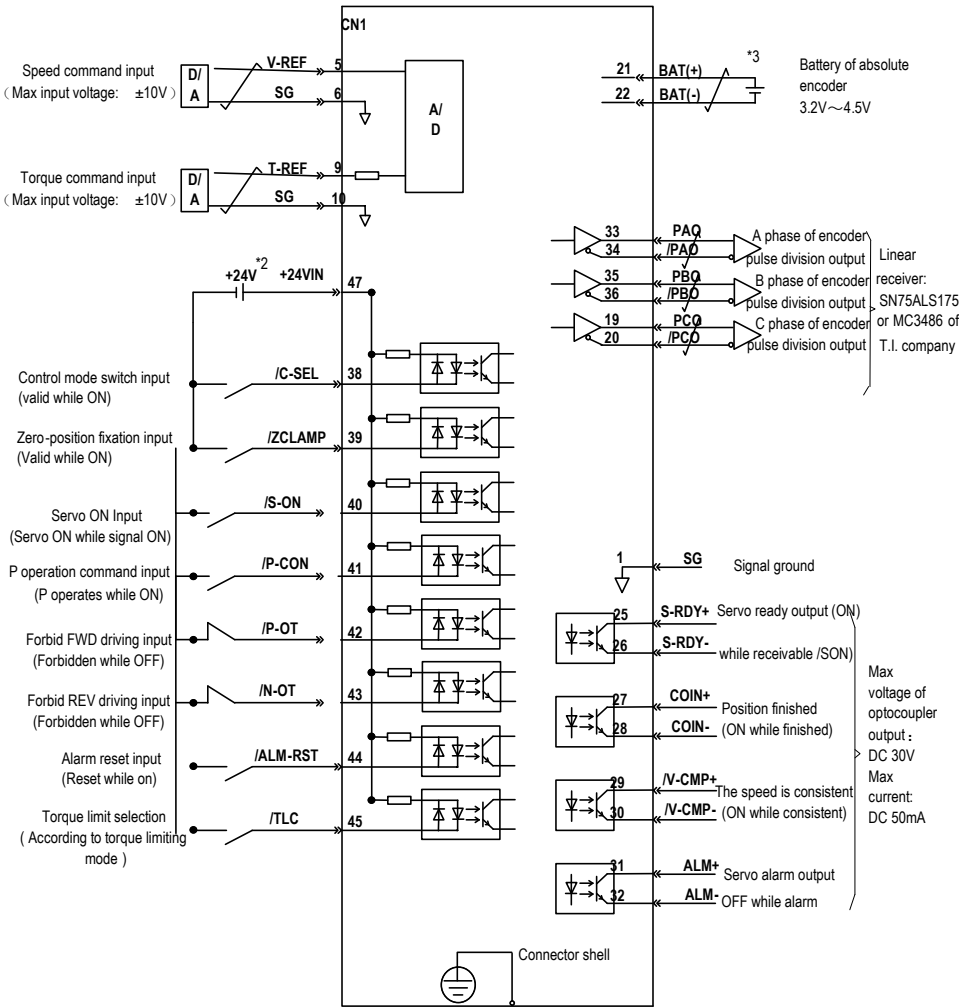 CN1
Speed command input
（Max input voltage: ±10V）
D/
A
V-REF
5
SG
6
A/
D
Torque command input
（Max input voltage: ±10V）
D/
A
T-REF
9
SG
10
+24V
*2
+24VIN
47
Control mode switch input
(valid while ON)
/C-SEL
38
Zero-position fixation input
(Valid while ON)
/ZCLAMP
39
Servo ON Input
(Servo ON while signal ON)
/S-ON
40
P operation command input
(P operates while ON)
/P-CON
41
Forbid FWD driving input
(Forbidden while OFF)
/P-OT
42
Forbid REV driving input
(Forbidden while OFF)
/N-OT
43
Alarm reset input
(Reset while on)
/ALM-RST
44
Torque limit selection
( According to torque limiting
mode )
/TLC
45
21
BAT(+)
22
BAT(-)
*3
Battery of absolute
encoder
3.2V～4.5V
33
PAO
34
/PAO
A phase of encoder
pulse division output
35
PBO
36
/PBO
B phase of encoder
pulse division output
19
PCO
20
/PCO
C phase of encoder
pulse division output
Linear
receiver:
SN75ALS175
or MC3486 of
T.I. company
1
SG
Signal ground
25
S-RDY+
Servo ready output (ON)
26
S-RDY-
while receivable /SON)
27
COIN+
Position finished
28
COIN-
(ON while finished)
29
/V-CMP+
The speed is consistent
30
/V-CMP-
(ON while consistent)
31
ALM+
Servo alarm output
32
ALM-
OFF while alarm
Max
voltage of
optocoupler
output：
DC 30V
Max
current:
DC 50mA
Connector shell